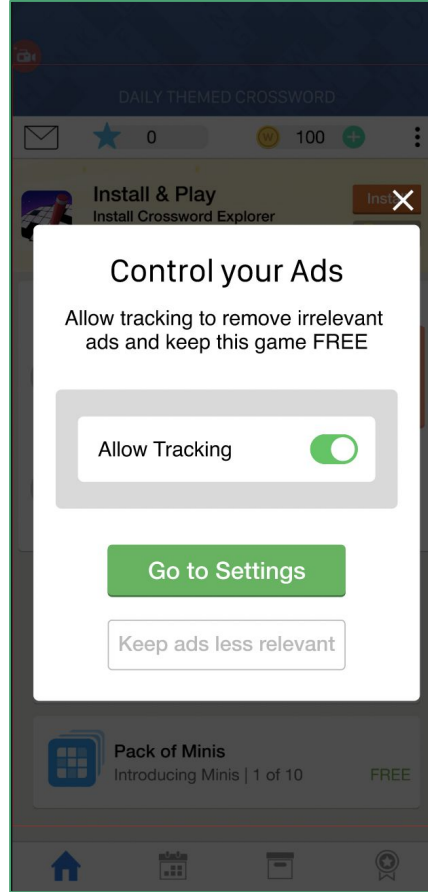 DAILY THEMED CROSSWORD
0
W 100
Install & Play
Install Crossword Explorer
Control your Ads
Allow tracking to remove irrelevant
ads and keep this game FREE
Allow Tracking
Go to Settings
Keep ads less relevant
Pack of Minis
Introducing Minis | 1 of 10
FREE